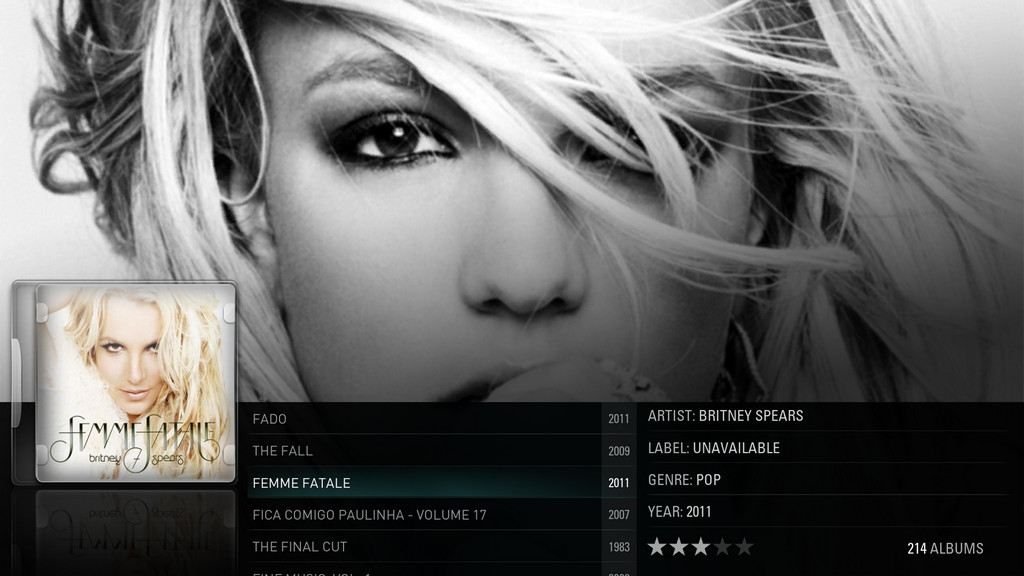 FEMME FATALE
britney spears
FADO 2011
THE FALL 2009
FEMME FATALE 2011
FICA COMIGO PAULINHA - VOLUME 17 2007
THE FINAL CUT 1983
ARTIST: BRITNEY SPEARS
LABEL: UNAVAILABLE
GENRE: POP
YEAR: 2011
214 ALBUMS